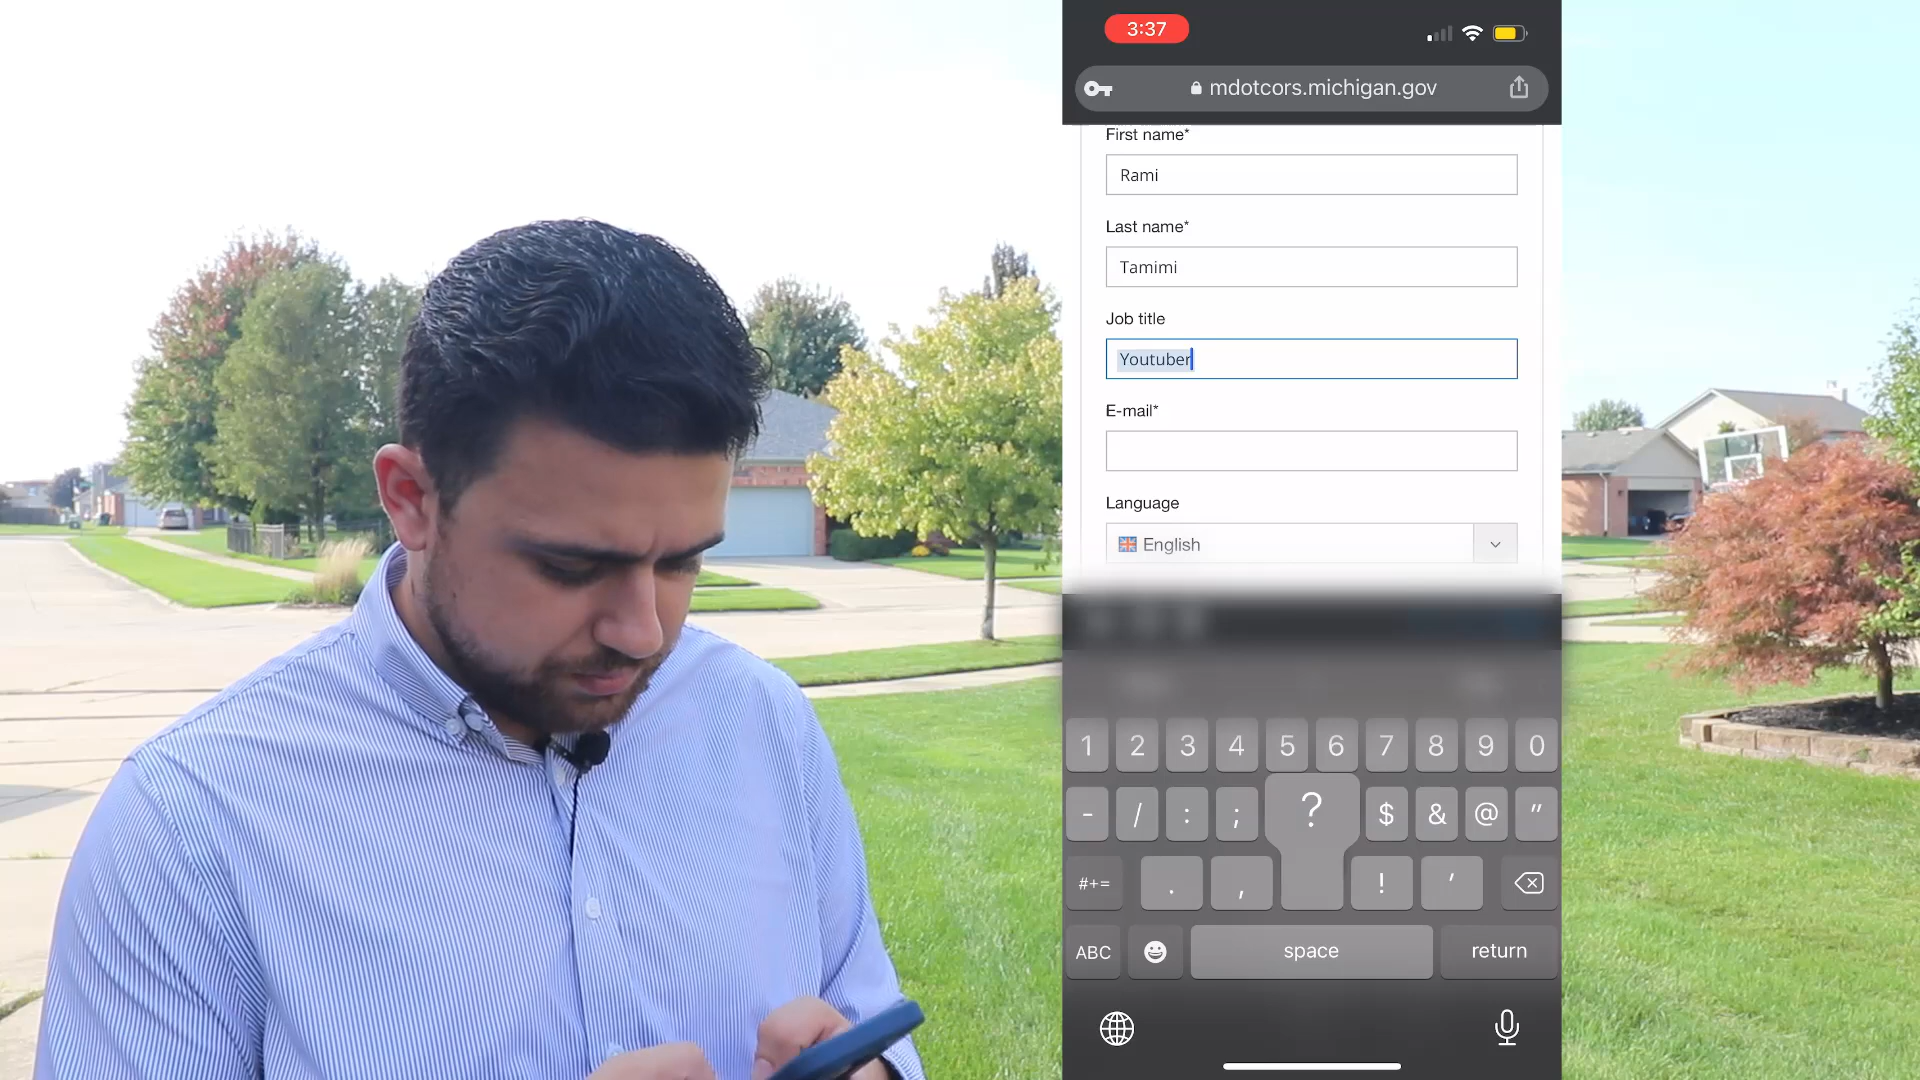 3:37
mdotcors.michigan.gov
First name*
Rami
Last name*
Tamimi
Job title
Youtuber
E-mail*
Language
English
1 2 3 4 5 6 7 8 9 0
- / : ; ? $ & @ "
#+= . , ! '
ABC space return